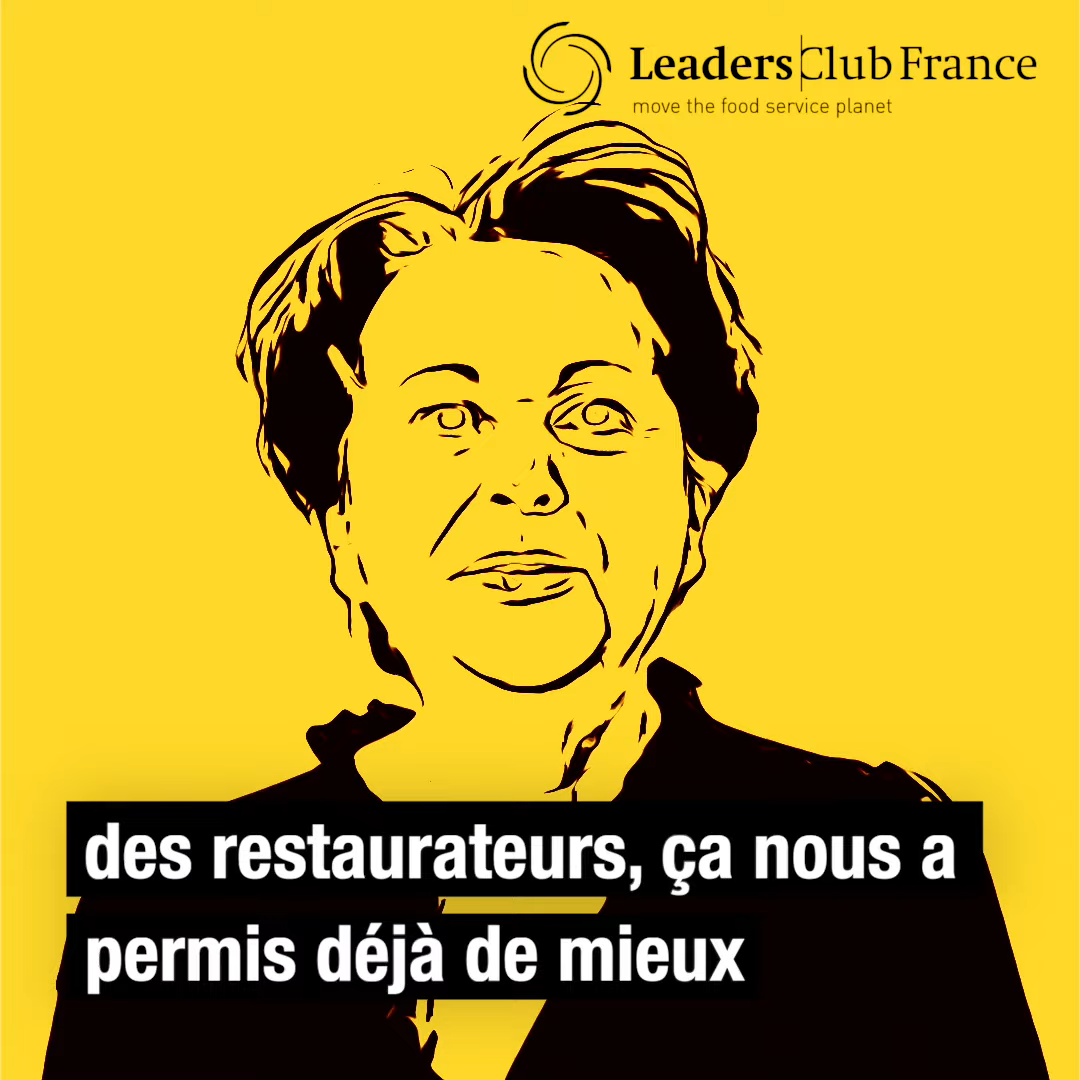 Leaders Club France
move the food service planet
des restaurateurs, ça nous a
permis déjà de mieux